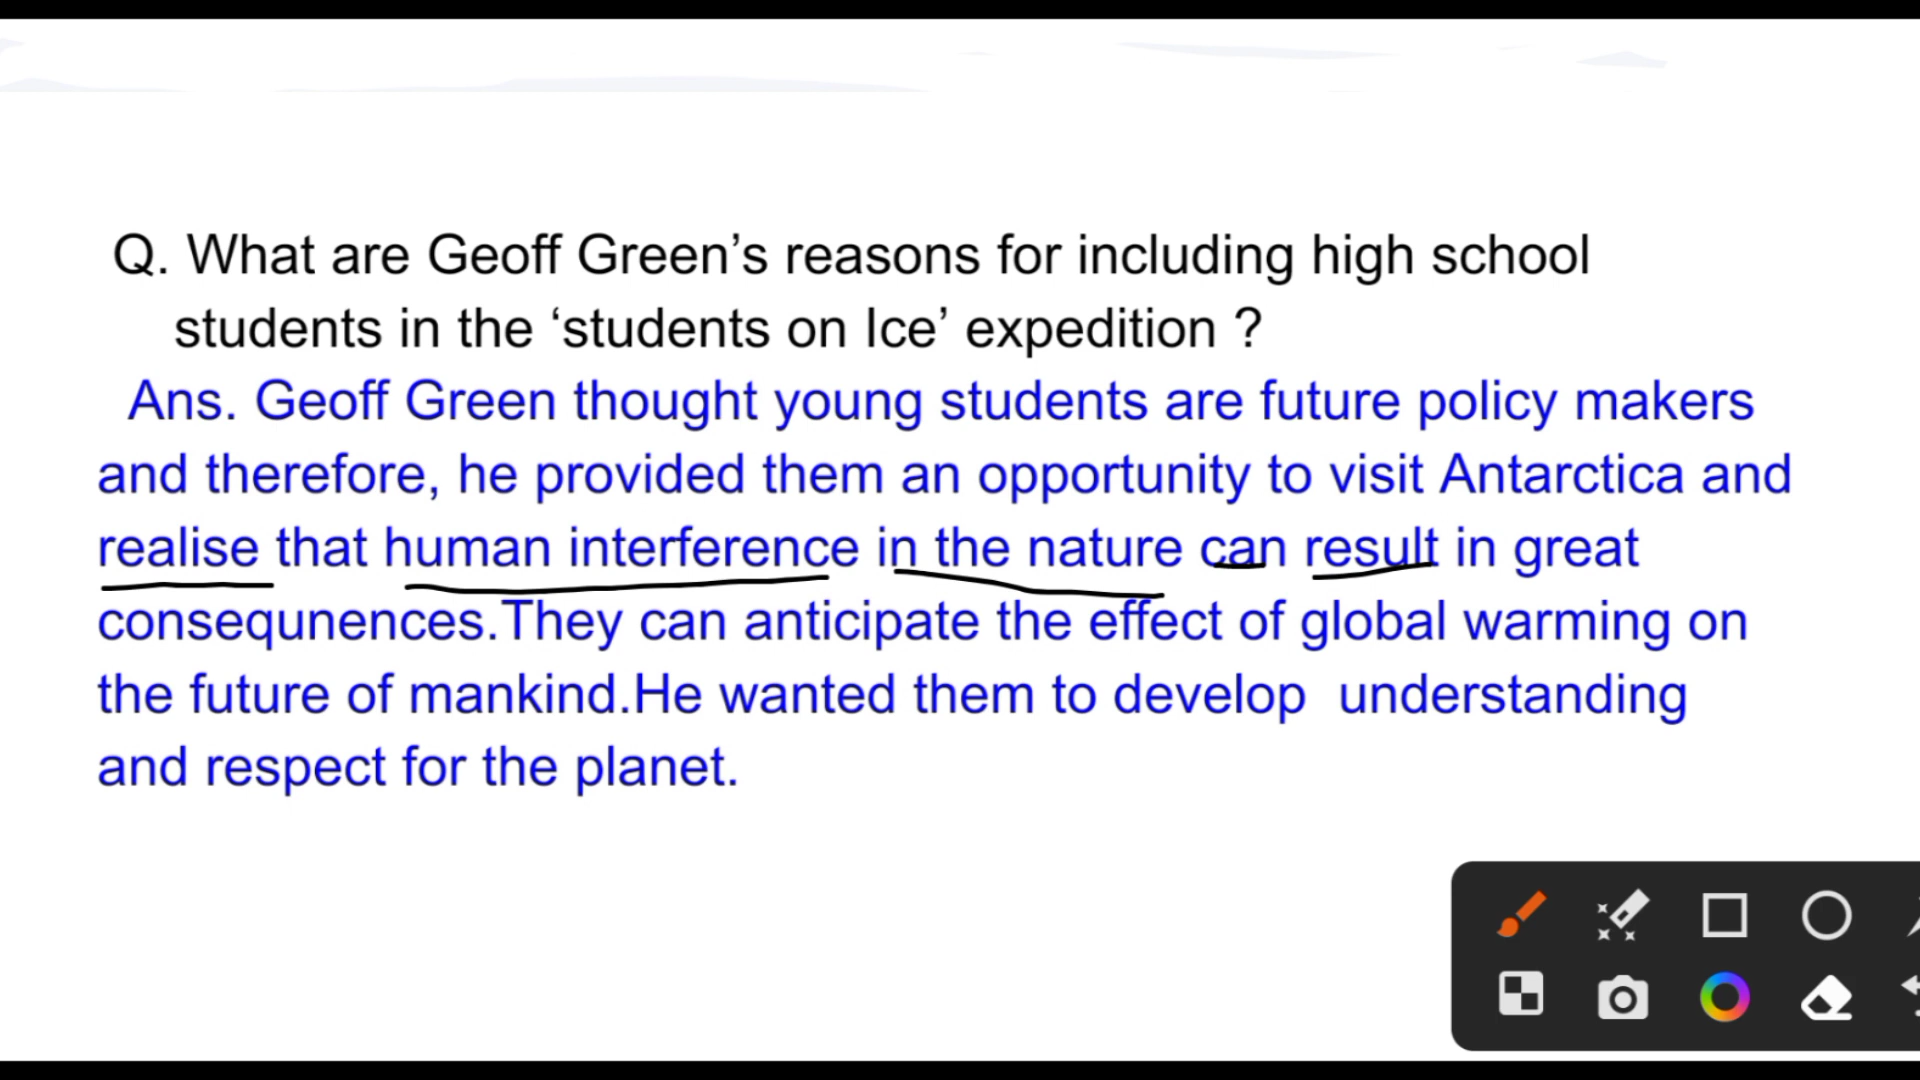 Q. What are Geoff Green’s reasons for including high school
students in the ‘students on Ice’ expedition ?
Ans. Geoff Green thought young students are future policy makers
and therefore, he provided them an opportunity to visit Antarctica and
realise that human interference in the nature can result in great
consequnences.They can anticipate the effect of global warming on
the future of mankind.He wanted them to develop  understanding
and respect for the planet.